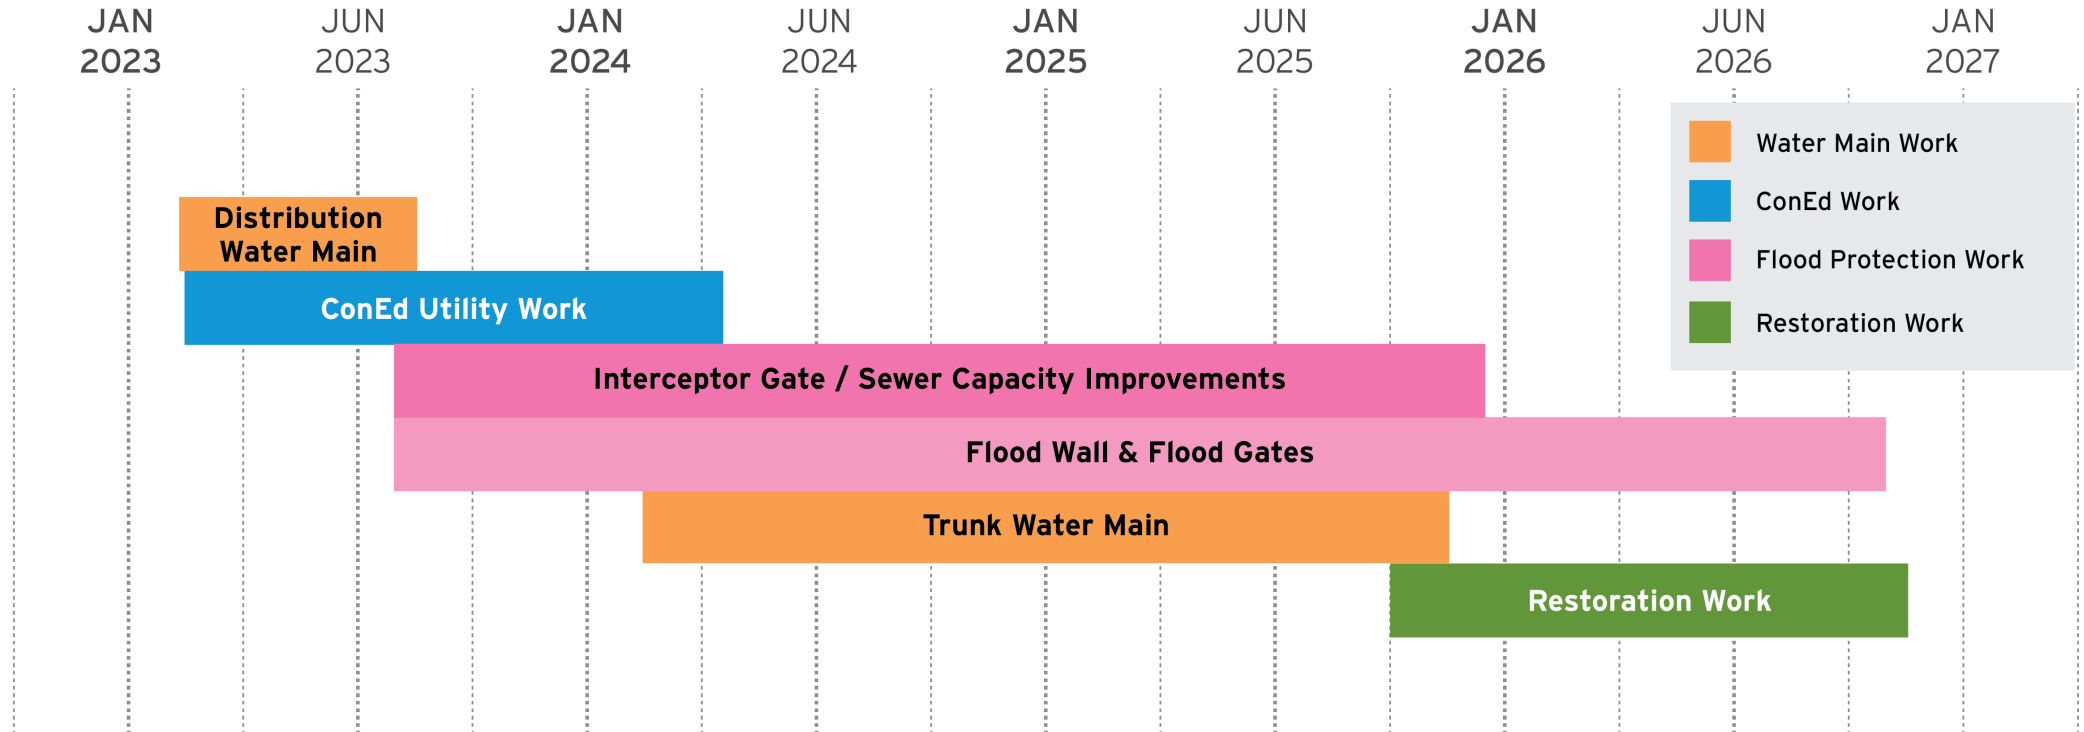 JAN JUN JAN JUN JAN JUN JAN JUN JAN
2023 2023 2024 2024 2025 2025 2026 2026 2027
Water Main Work
ConEd Work
Flood Protection Work
Restoration Work
Distribution
Water Main
ConEd Utility Work
Interceptor Gate / Sewer Capacity Improvements
Flood Wall & Flood Gates
Trunk Water Main
Restoration Work